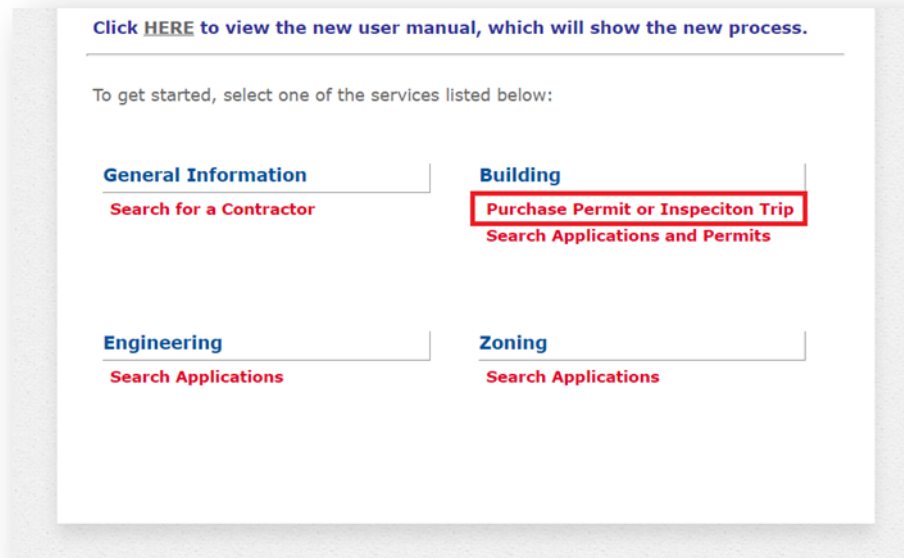 Click HERE to view the new user manual, which will show the new process.
To get started, select one of the services listed below:
General Information
Search for a Contractor
Building
Purchase Permit or Inspeciton Trip
Search Applications and Permits
Engineering
Search Applications
Zoning
Search Applications